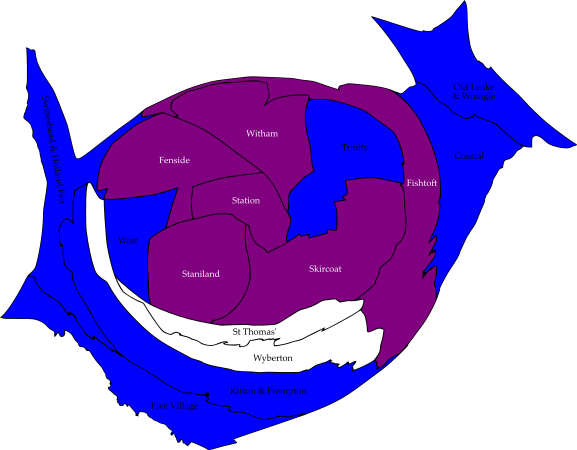 Old Leake
& Wrangle
Coastal
Witham
Trinity
Fenside
Fishtoft
Swineshead & Holland Fen
Station
West
Staniland
Skirbeck
St Thomas'
Wyberton
Kirton & Frampton
Five Village